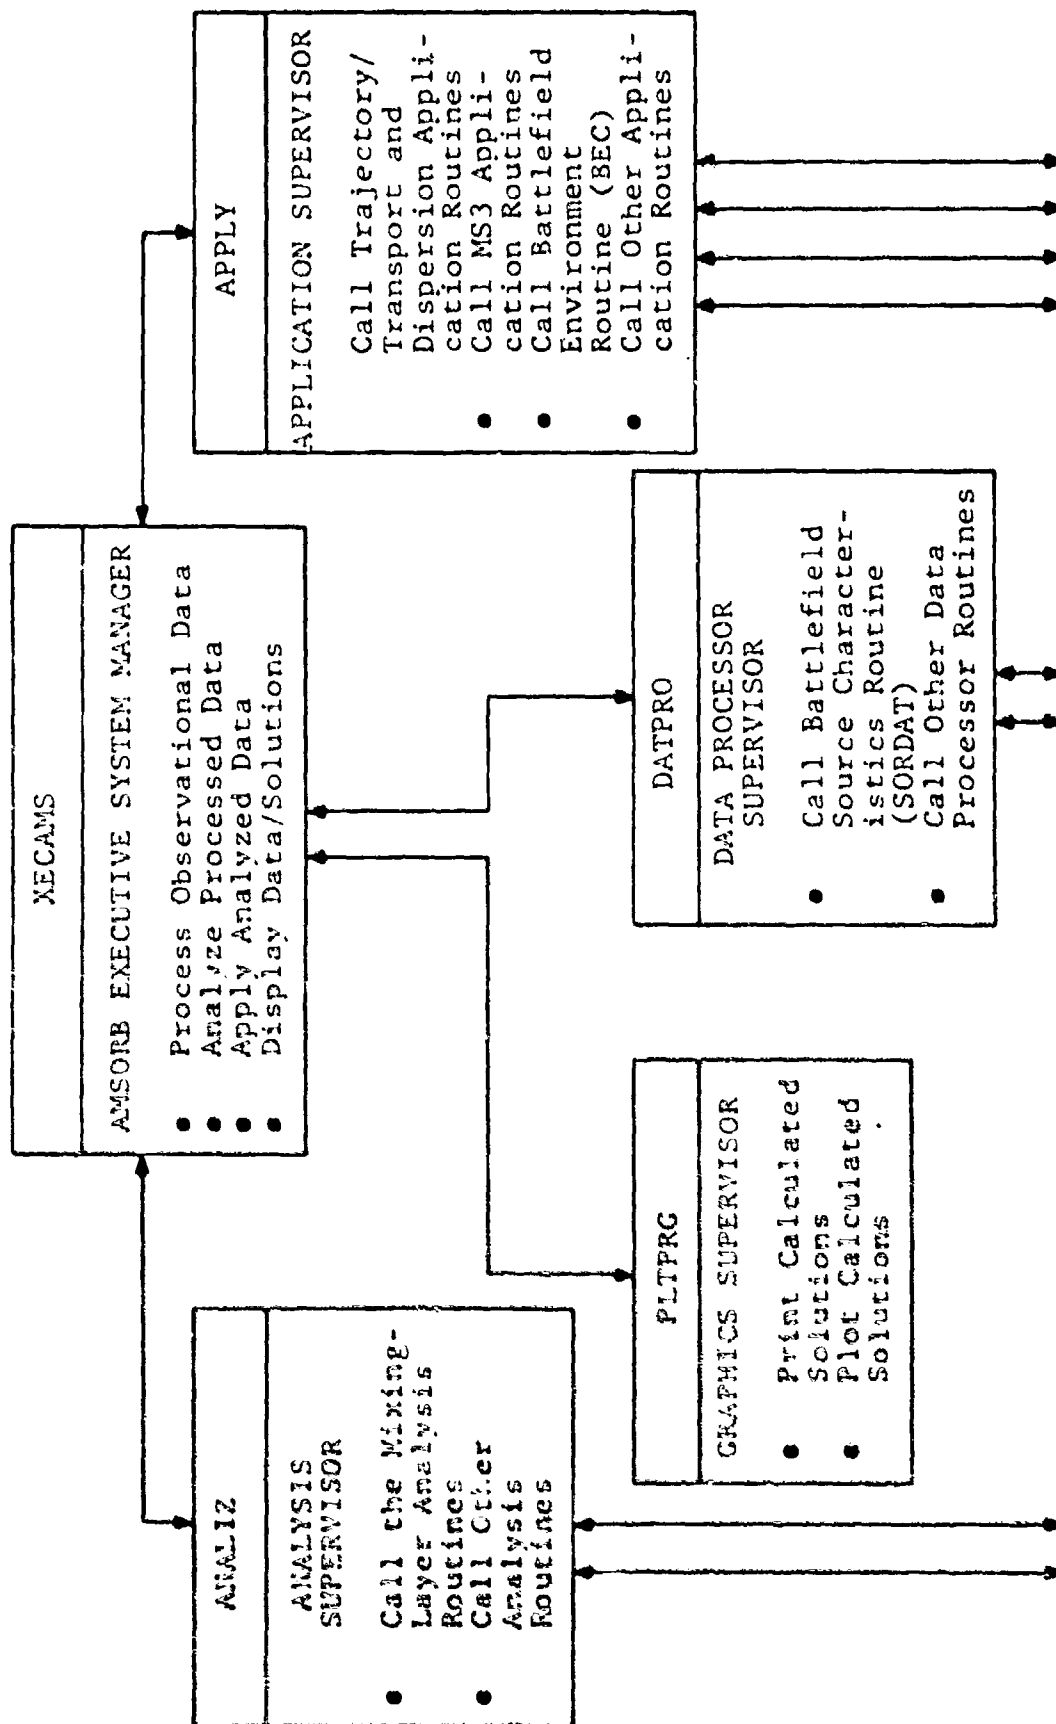 XECAMS
AMSORB EXECUTIVE SYSTEM MANAGER
● Process Observational Data
● Analyze Processed Data
● Apply Analyzed Data
● Display Data/Solutions
ANALIZ
ANALYSIS
SUPERVISOR
● Call the Mixing-
Layer Analysis
Routines
● Call Other
Analysis
Routines
PLTPRG
GRAPHICS SUPERVISOR
● Print Calculated
Solutions
● Plot Calculated
Solutions
DATPRO
DATA PROCESSOR
SUPERVISOR
● Call Battlefield
Source Character-
istics Routine
(SORDAT)
● Call Other Data
Processor Routines
APPLY
APPLICATION SUPERVISOR
Call Trajectory/
Transport and
Dispersion Appli-
cation Routines
● Call MS3 Appli-
cation Routines
● Call Battlefield
Environment
Routine (BEC)
● Call Other Appli-
cation Routines